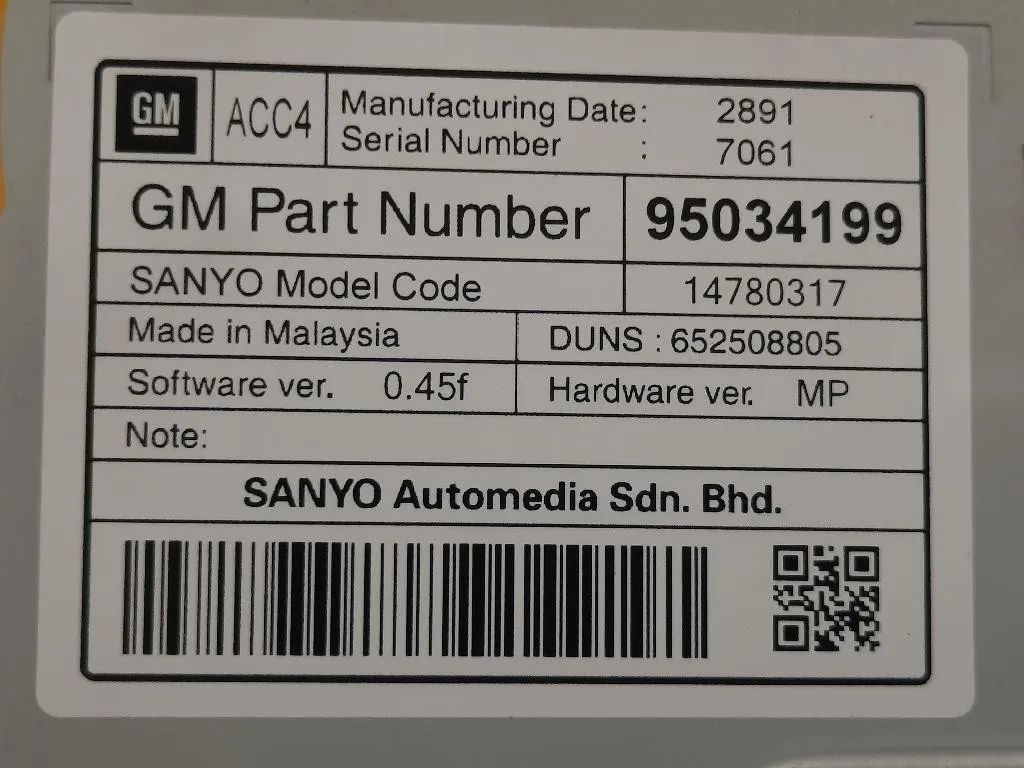 GM ACC4 Manufacturing Date: 2891
Serial Number : 7061
GM Part Number 95034199
SANYO Model Code 14780317
Made in Malaysia DUNS : 652508805
Software ver. 0.45f Hardware ver. MP
Note:
SANYO Automedia Sdn. Bhd.